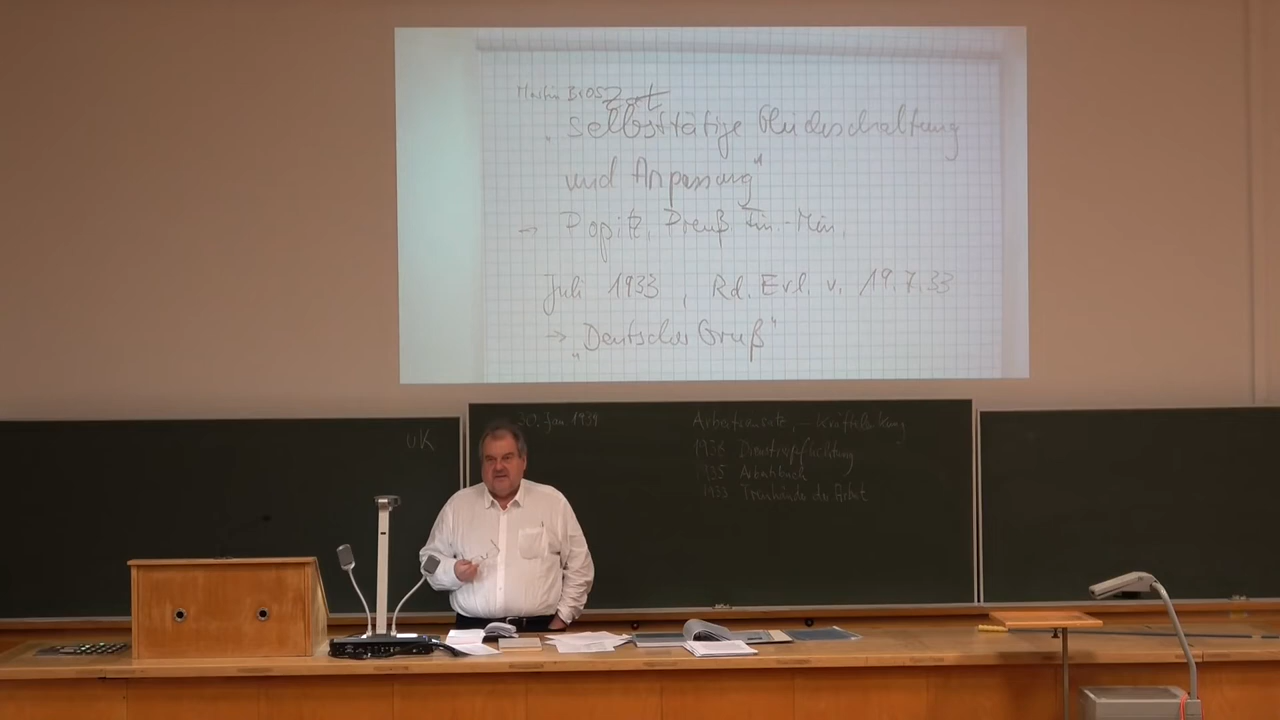 Martin Broszat
„selbsttätige Gleichschaltung
und Anpassung"
→ Popitz, Preuß. Fin.-Min.
Juli 1933, Rd. Erl. v. 19.7.33
→ „Deutscher Gruß"
uK
30. Jan. 1939
Arbeitseinsatz, – Kräftelenkung
1938 Dienstverpflichtung
1935 Arbeitsbuch
1933 Treuhänder der Arbeit